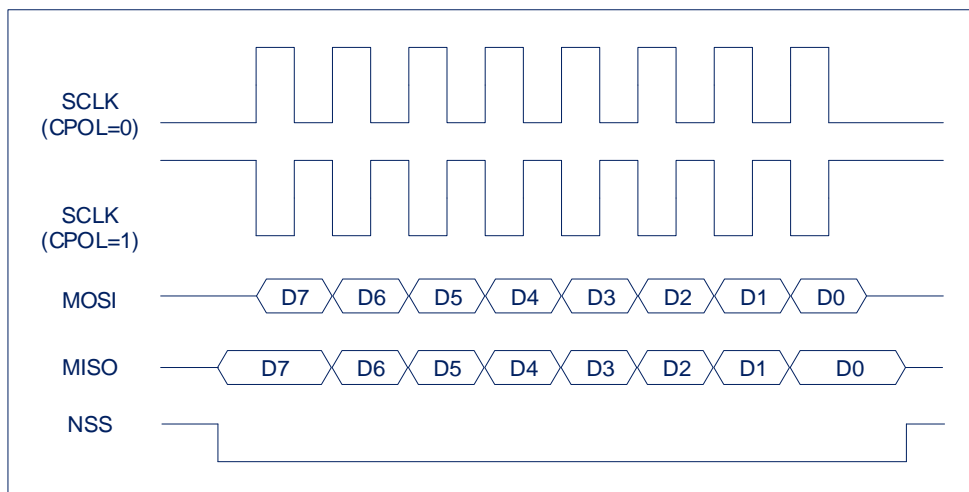 SCLK
(CPOL=0)
SCLK
(CPOL=1)
MOSI D7 D6 D5 D4 D3 D2 D1 D0
MISO D7 D6 D5 D4 D3 D2 D1 D0
NSS